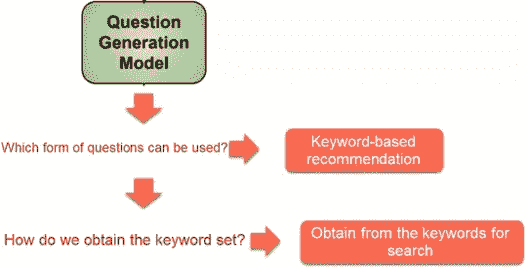 Question
Generation
Model
Which form of questions can be used?
Keyword-based
recommendation
How do we obtain the keyword set?
Obtain from the keywords for
search